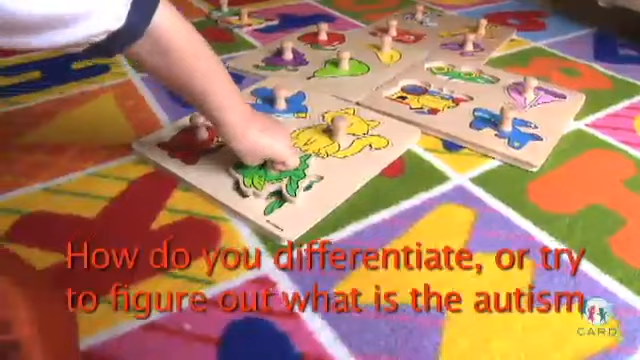 How do you differentiate, or try
to figure out what is the autism
CARD